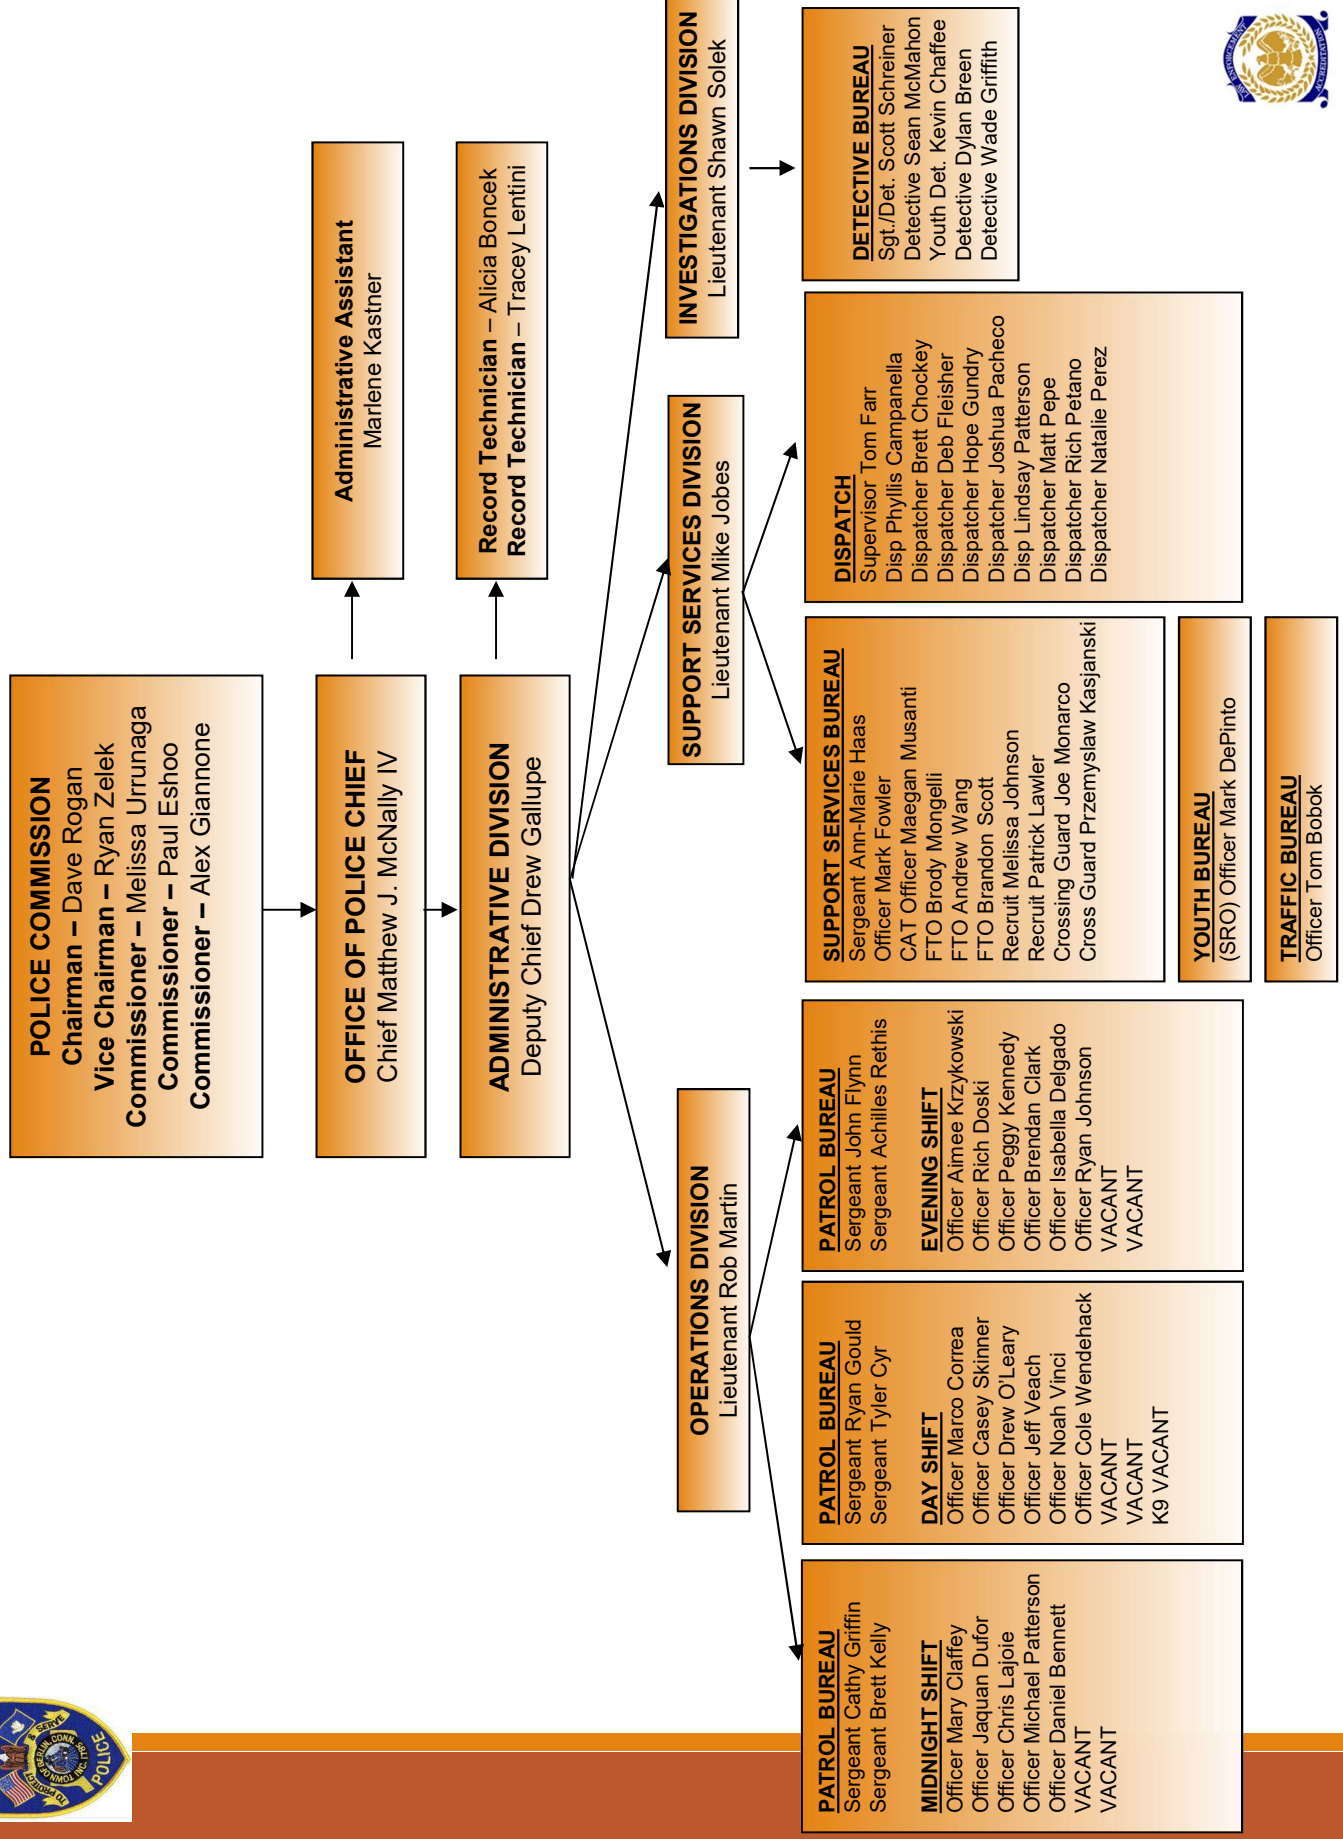 POLICE COMMISSION
Chairman – Dave Rogan
Vice Chairman – Ryan Zelek
Commissioner – Melissa Urrunaga
Commissioner – Paul Eshoo
Commissioner – Alex Giannone
OFFICE OF POLICE CHIEF
Chief Matthew J. McNally IV
Administrative Assistant
Marlene Kastner
ADMINISTRATIVE DIVISION
Deputy Chief Drew Gallupe
Record Technician – Alicia Boncek
Record Technician – Tracey Lentini
OPERATIONS DIVISION
Lieutenant Rob Martin
SUPPORT SERVICES DIVISION
Lieutenant Mike Jobes
INVESTIGATIONS DIVISION
Lieutenant Shawn Solek
PATROL BUREAU
Sergeant Cathy Griffin
Sergeant Brett Kelly
MIDNIGHT SHIFT
Officer Mary Claffey
Officer Jaquan Dufor
Officer Chris Lajoie
Officer Michael Patterson
Officer Daniel Bennett
VACANT
VACANT
PATROL BUREAU
Sergeant Ryan Gould
Sergeant Tyler Cyr
DAY SHIFT
Officer Marco Correa
Officer Casey Skinner
Officer Drew O'Leary
Officer Jeff Veach
Officer Noah Vinci
Officer Cole Wendehack
VACANT
VACANT
K9 VACANT
PATROL BUREAU
Sergeant John Flynn
Sergeant Achilles Rethis
EVENING SHIFT
Officer Aimee Krzykowski
Officer Rich Doski
Officer Peggy Kennedy
Officer Brendan Clark
Officer Isabella Delgado
Officer Ryan Johnson
VACANT
VACANT
SUPPORT SERVICES BUREAU
Sergeant Ann-Marie Haas
Officer Mark Fowler
CAT Officer Maegan Musanti
FTO Brody Mongelli
FTO Andrew Wang
FTO Brandon Scott
Recruit Melissa Johnson
Recruit Patrick Lawler
Crossing Guard Joe Monarco
Cross Guard Przemyslaw Kasjanski
YOUTH BUREAU
(SRO) Officer Mark DePinto
TRAFFIC BUREAU
Officer Tom Bobok
DISPATCH
Supervisor Tom Farr
Disp Phyllis Campanella
Dispatcher Brett Chockey
Dispatcher Deb Fleisher
Dispatcher Hope Gundry
Dispatcher Joshua Pacheco
Disp Lindsay Patterson
Dispatcher Matt Pepe
Dispatcher Rich Petano
Dispatcher Natalie Perez
DETECTIVE BUREAU
Sgt./Det. Scott Schreiner
Detective Sean McMahon
Youth Det. Kevin Chaffee
Detective Dylan Breen
Detective Wade Griffith
TO PROTECT & SERVE
TOWN OF BERLIN, CONN.
POLICE
LAW ENFORCEMENT
ACCREDITATION